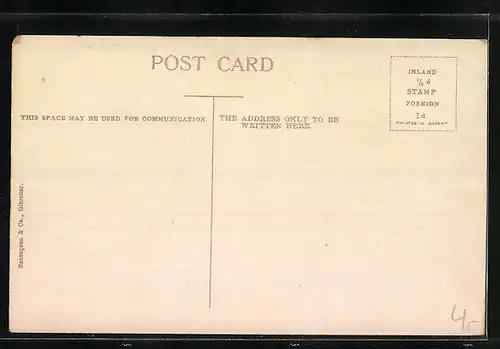 POST CARD
INLAND
½ d
STAMP
FOREIGN
1d.
PRINTED IN SAXONY
THIS SPACE MAY BE USED FOR COMMUNICATION.
THE ADDRESS ONLY TO BE
WRITTEN HERE.
& Co., Gibraltar.
4,-